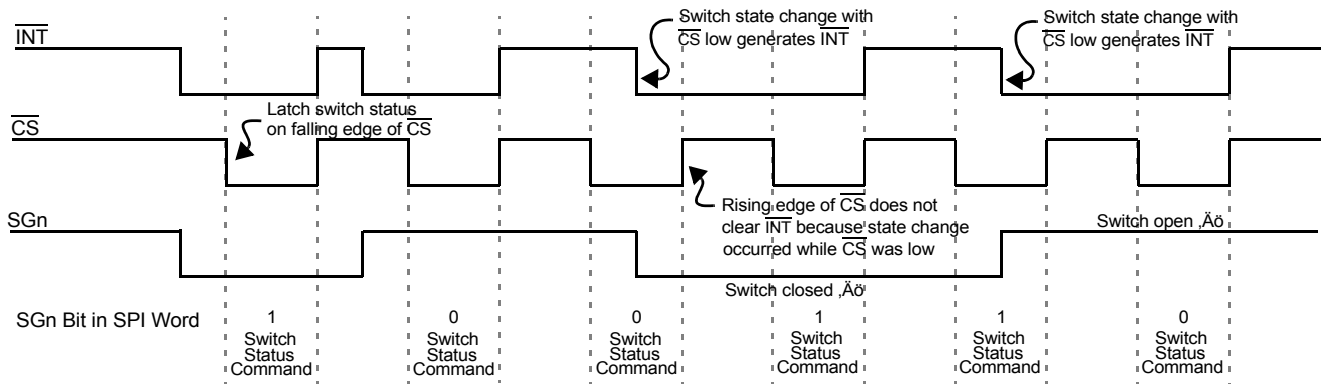 INT
Switch state change with
CS low generates INT
Switch state change with
CS low generates INT
Latch switch status
on falling edge of CS
CS
Rising edge of CS does not
clear INT because state change
occurred while CS was low
SGn
Switch open ‚Äö
Switch closed ‚Äö
SGn Bit in SPI Word
1
Switch
Status
Command
0
Switch
Status
Command
0
Switch
Status
Command
1
Switch
Status
Command
1
Switch
Status
Command
0
Switch
Status
Command